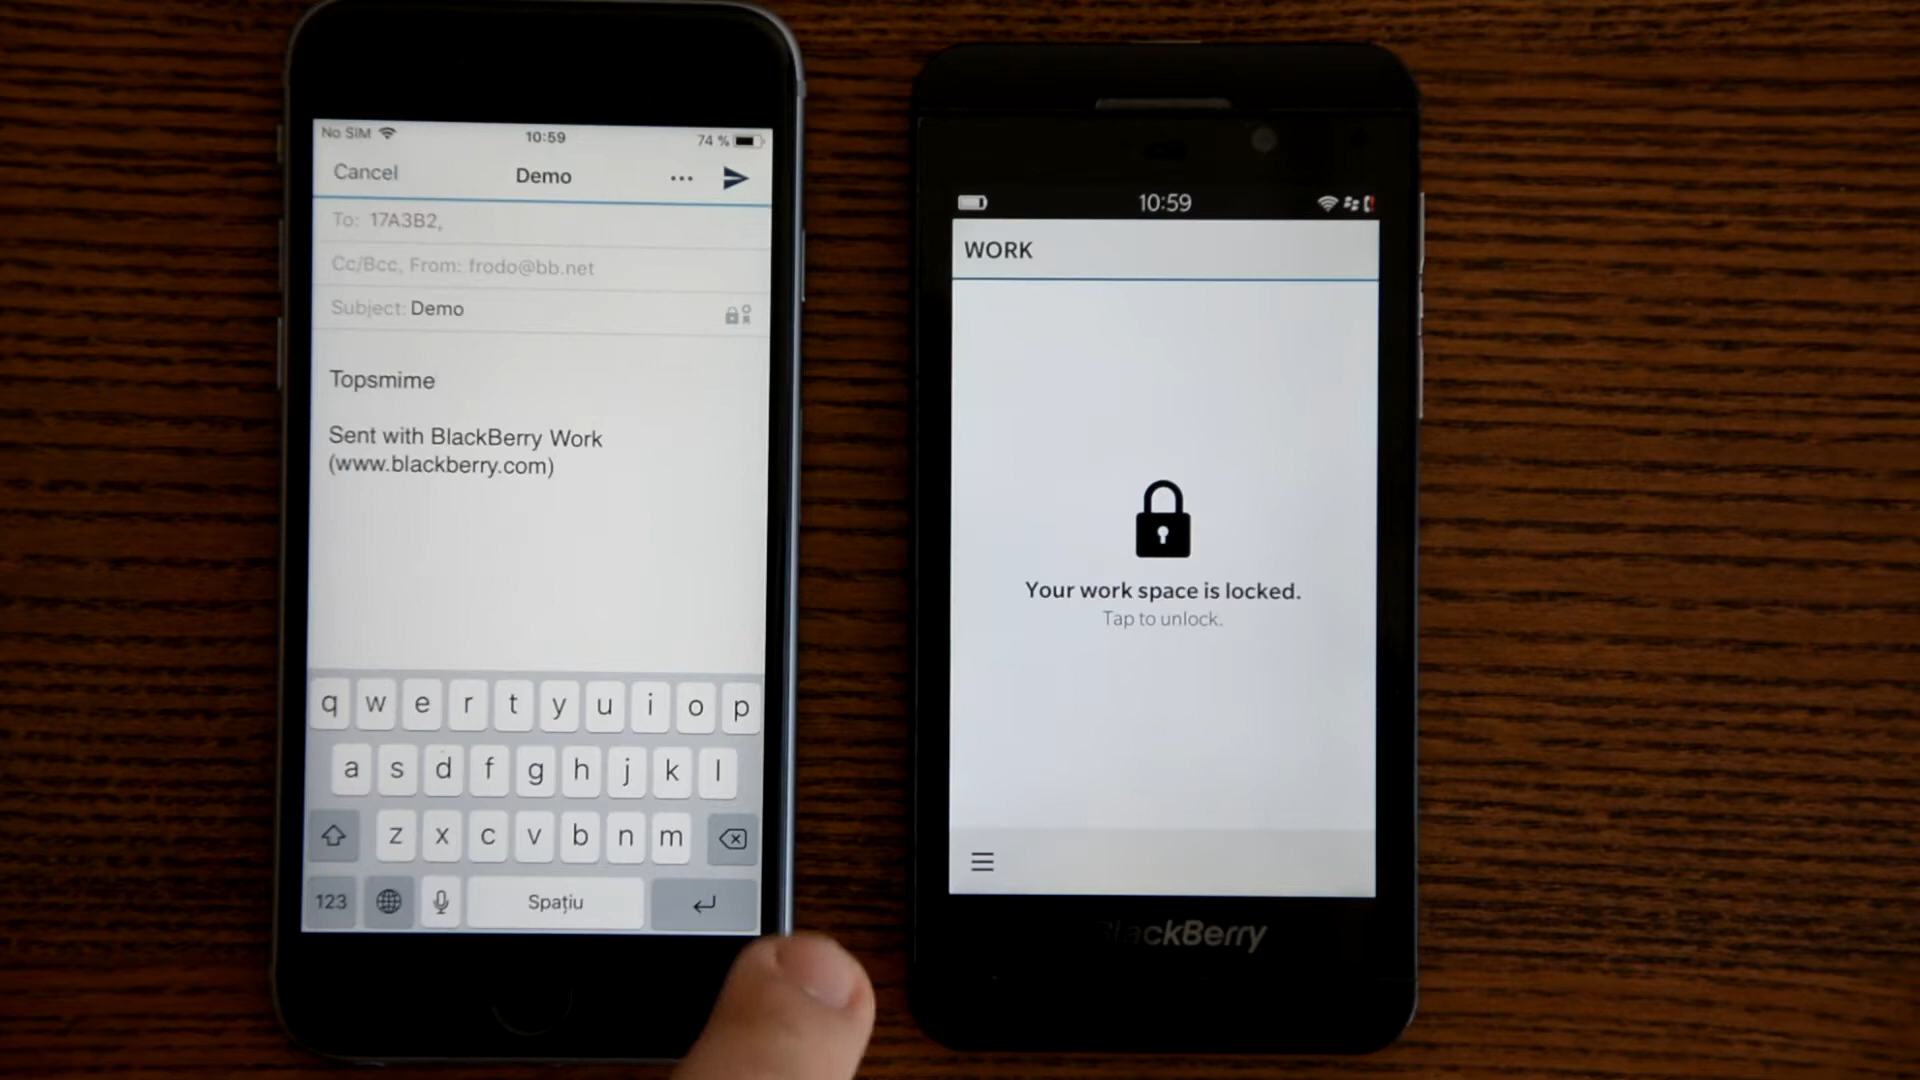 No SIM 10:59 74 %
Cancel Demo ...
To: 17A3B2,
Cc/Bcc, From: frodo@bb.net
Subject: Demo
Topsmime
Sent with BlackBerry Work
(www.blackberry.com)
q w e r t y u i o p
a s d f g h j k l
z x c v b n m
123 Spațiu
10:59
WORK
Your work space is locked.
Tap to unlock.
BlackBerry